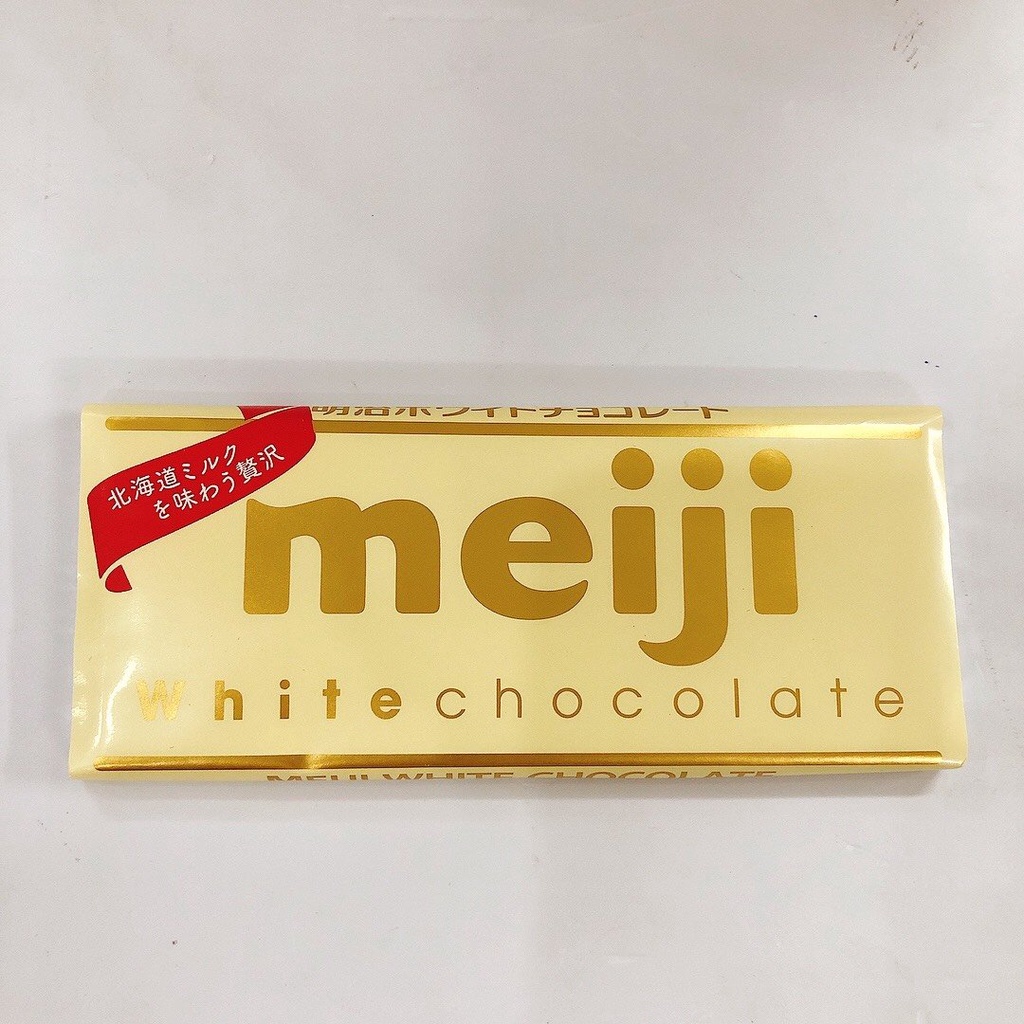 明治ホワイトチョコレート
北海道ミルク
を味わう贅沢
meiji
White chocolate
MEIJI WHITE CHOCOLATE